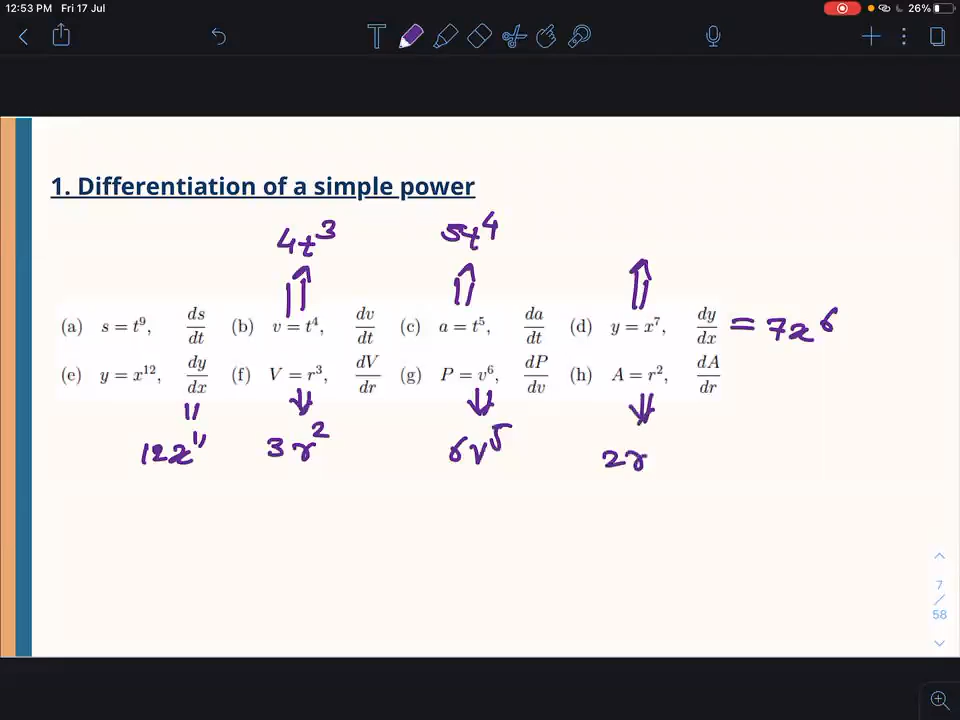 12:53 PM Fri 17 Jul
26%
T
1. Differentiation of a simple power
4t³ 5t⁴
(a) s = t⁹, ds/dt (b) v = t⁴, dv/dt (c) a = t⁵, da/dt (d) y = x⁷, dy/dx = 7x⁶
(e) y = x¹², dy/dx (f) V = r³, dV/dr (g) P = v⁶, dP/dv (h) A = r², dA/dr
12x¹¹ 3r² 6v⁵ 2r
7
/
58